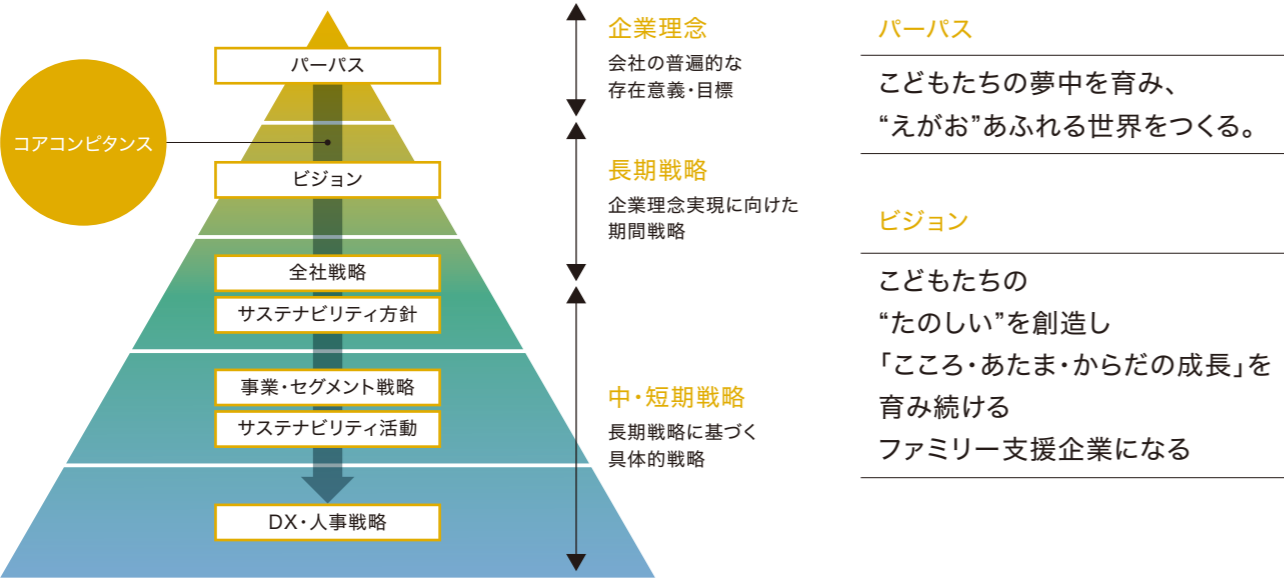 コアコンピタンス
パーパス
ビジョン
全社戦略
サステナビリティ方針
事業・セグメント戦略
サステナビリティ活動
DX・人事戦略
企業理念
会社の普遍的な
存在意義・目標
長期戦略
企業理念実現に向けた
期間戦略
中・短期戦略
長期戦略に基づく
具体的戦略
パーパス
こどもたちの夢中を育み、
“えがお”あふれる世界をつくる。
ビジョン
こどもたちの
“たのしい”を創造し
「こころ・あたま・からだの成長」を
育み続ける
ファミリー支援企業になる